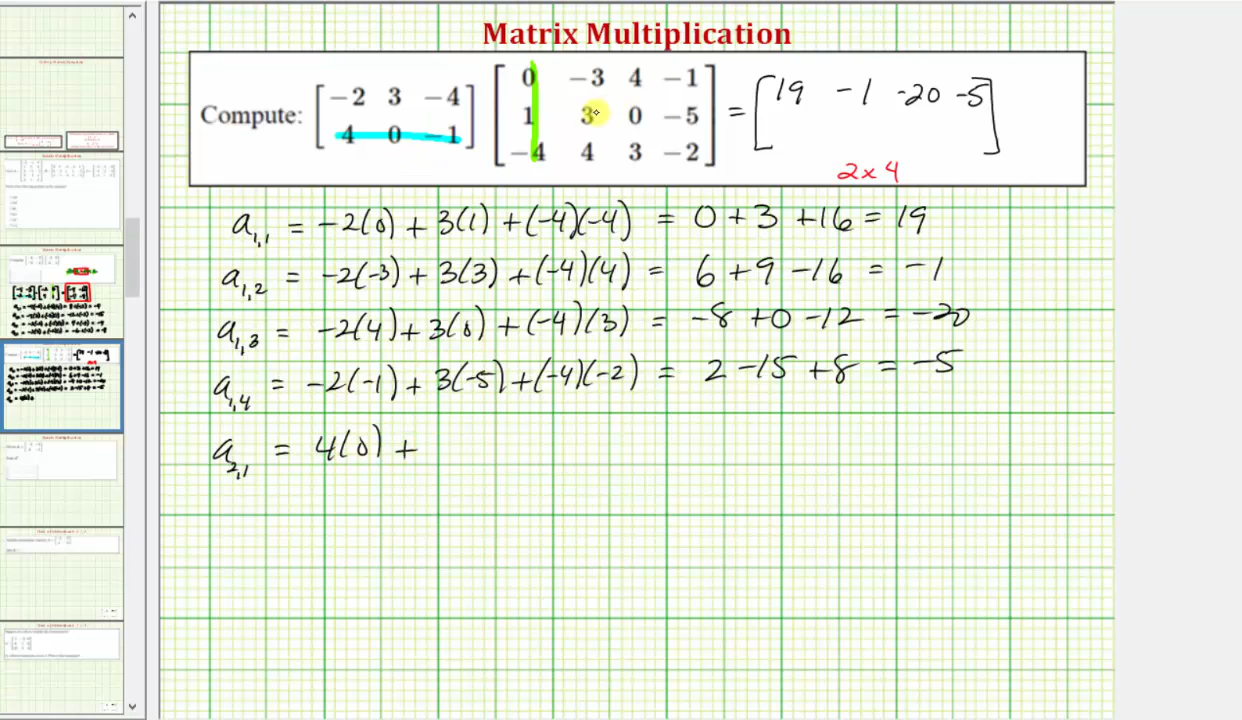 Matrix Multiplication
Compute: [ -2 3 -4 ] [ 0 -3 4 -1 ] = [ 19 -1 -20 -5 ]
[ 4 0 -1 ] [ 1 3 0 -5 ]
[ -4 4 3 -2 ]
2x4
a1,1 = -2(0) + 3(1) + (-4)(-4) = 0 + 3 + 16 = 19
a1,2 = -2(-3) + 3(3) + (-4)(4) = 6 + 9 - 16 = -1
a1,3 = -2(4) + 3(0) + (-4)(3) = -8 + 0 - 12 = -20
a1,4 = -2(-1) + 3(-5) + (-4)(-2) = 2 - 15 + 8 = -5
a2,1 = 4(0) +